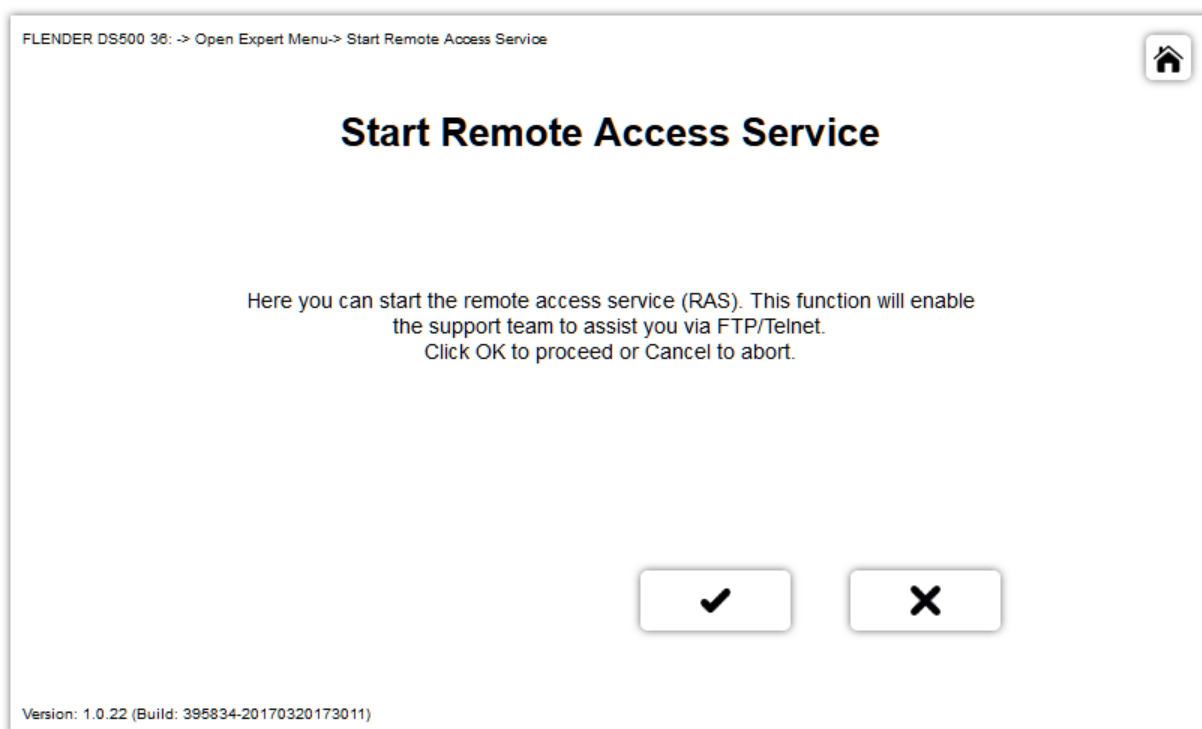 FLENDER DS500 36: -> Open Expert Menu-> Start Remote Access Service
Start Remote Access Service
Here you can start the remote access service (RAS). This function will enable
the support team to assist you via FTP/Telnet.
Click OK to proceed or Cancel to abort.
Version: 1.0.22 (Build: 395834-20170320173011)